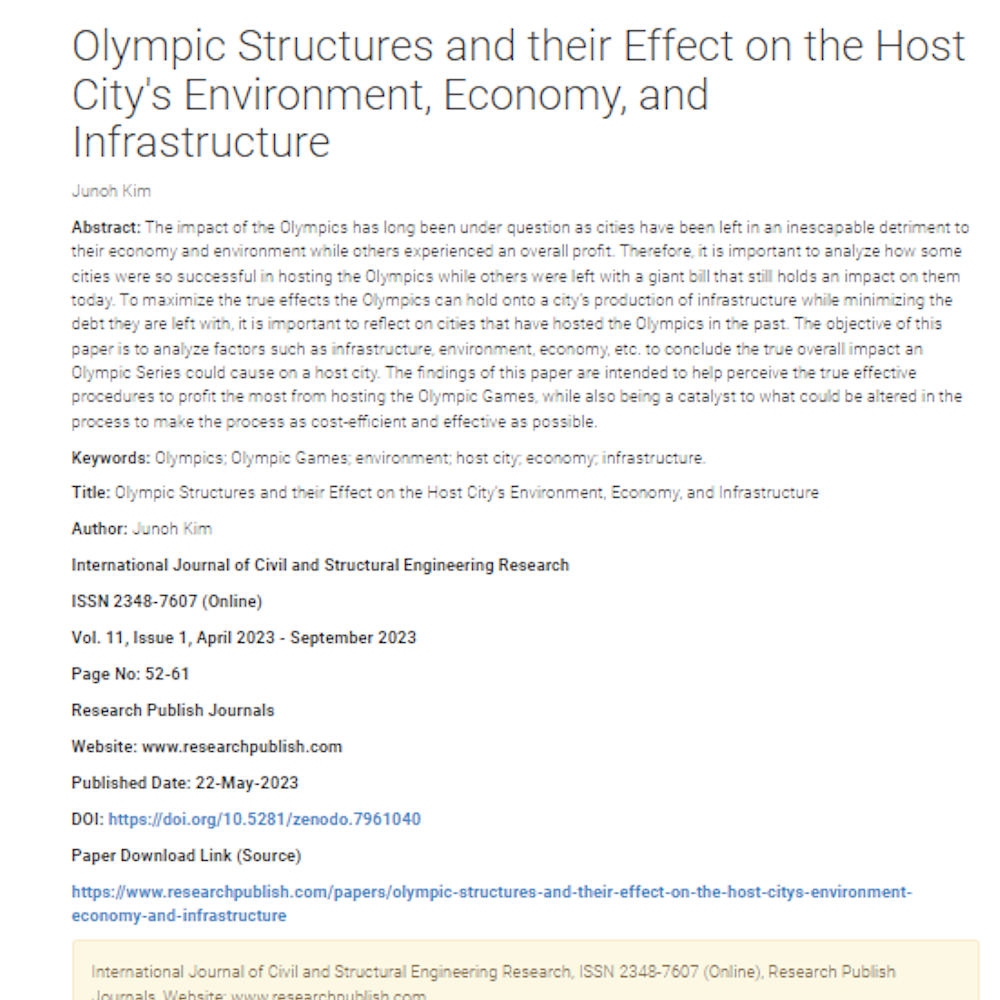 Olympic Structures and their Effect on the Host
City's Environment, Economy, and
Infrastructure
Junoh Kim
Abstract: The impact of the Olympics has long been under question as cities have been left in an inescapable detriment to
their economy and environment while others experienced an overall profit. Therefore, it is important to analyze how some
cities were so successful in hosting the Olympics while others were left with a giant bill that still holds an impact on them
today. To maximize the true effects the Olympics can hold onto a city's production of infrastructure while minimizing the
debt they are left with, it is important to reflect on cities that have hosted the Olympics in the past. The objective of this
paper is to analyze factors such as infrastructure, environment, economy, etc. to conclude the true overall impact an
Olympic Series could cause on a host city. The findings of this paper are intended to help perceive the true effective
procedures to profit the most from hosting the Olympic Games, while also being a catalyst to what could be altered in the
process to make the process as cost-efficient and effective as possible.
Keywords: Olympics; Olympic Games; environment; host city; economy; infrastructure.
Title: Olympic Structures and their Effect on the Host City's Environment, Economy, and Infrastructure
Author: Junoh Kim
International Journal of Civil and Structural Engineering Research
ISSN 2348-7607 (Online)
Vol. 11, Issue 1, April 2023 - September 2023
Page No: 52-61
Research Publish Journals
Website: www.researchpublish.com
Published Date: 22-May-2023
DOI: https://doi.org/10.5281/zenodo.7961040
Paper Download Link (Source)
https://www.researchpublish.com/papers/olympic-structures-and-their-effect-on-the-host-citys-environment-
economy-and-infrastructure
International Journal of Civil and Structural Engineering Research, ISSN 2348-7607 (Online), Research Publish
Journals, Website: www.researchpublish.com